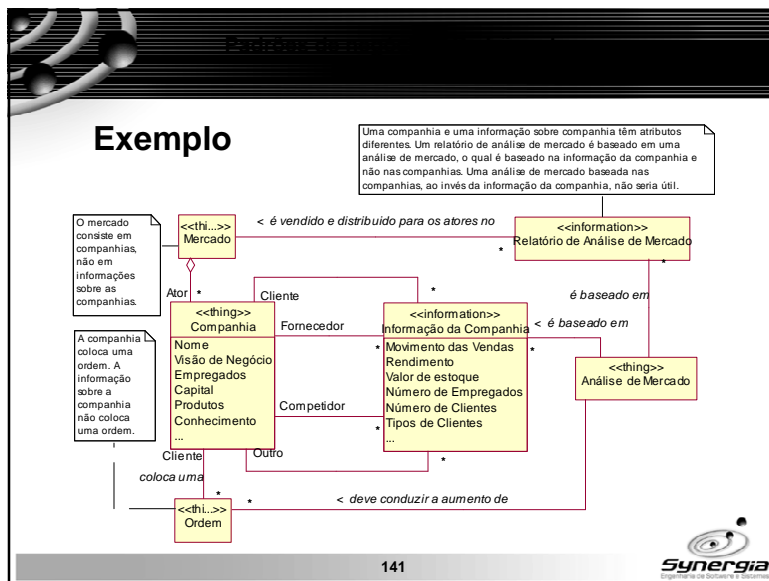 Exemplo
Uma companhia e uma informação sobre companhia têm atributos
diferentes. Um relatório de análise de mercado é baseado em uma
análise de mercado, o qual é baseado na informação da companhia e
não nas companhias. Uma análise de mercado baseada nas
companhias, ao invés da informação da companhia, não seria útil.
O mercado
consiste em
companhias,
não em
informações
sobre as
companhias.
<<thi...>>
Mercado
< é vendido e distribuido para os atores no
*
<<information>>
Relatório de Análise de Mercado
*
Ator *
Cliente
*
é baseado em
<<thing>>
Companhia
Nome
Visão de Negócio
Empregados
Capital
Produtos
Conhecimento
...
Fornecedor
*
Competidor
*
<<information>>
Informação da Companhia
Movimento das Vendas
Rendimento
Valor de estoque
Número de Empregados
Número de Clientes
Tipos de Clientes
...
< é baseado em
*
<<thing>>
Análise de Mercado
A companhia
coloca uma
ordem. A
informação
sobre a
companhia
não coloca
uma ordem.
Cliente
Outro
*
coloca uma
*
*
< deve conduzir a aumento de
<<thi...>>
Ordem
141
Synergia
Engenharia de Software e Sistemas